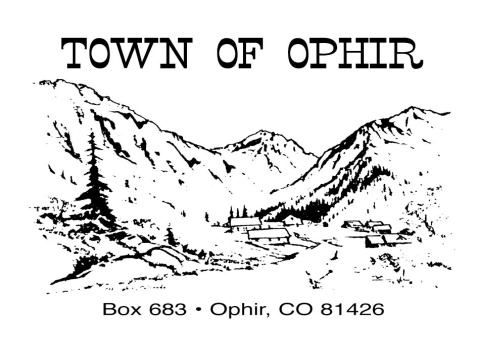 TOWN OF OPHIR
Box 683 • Ophir, CO 81426